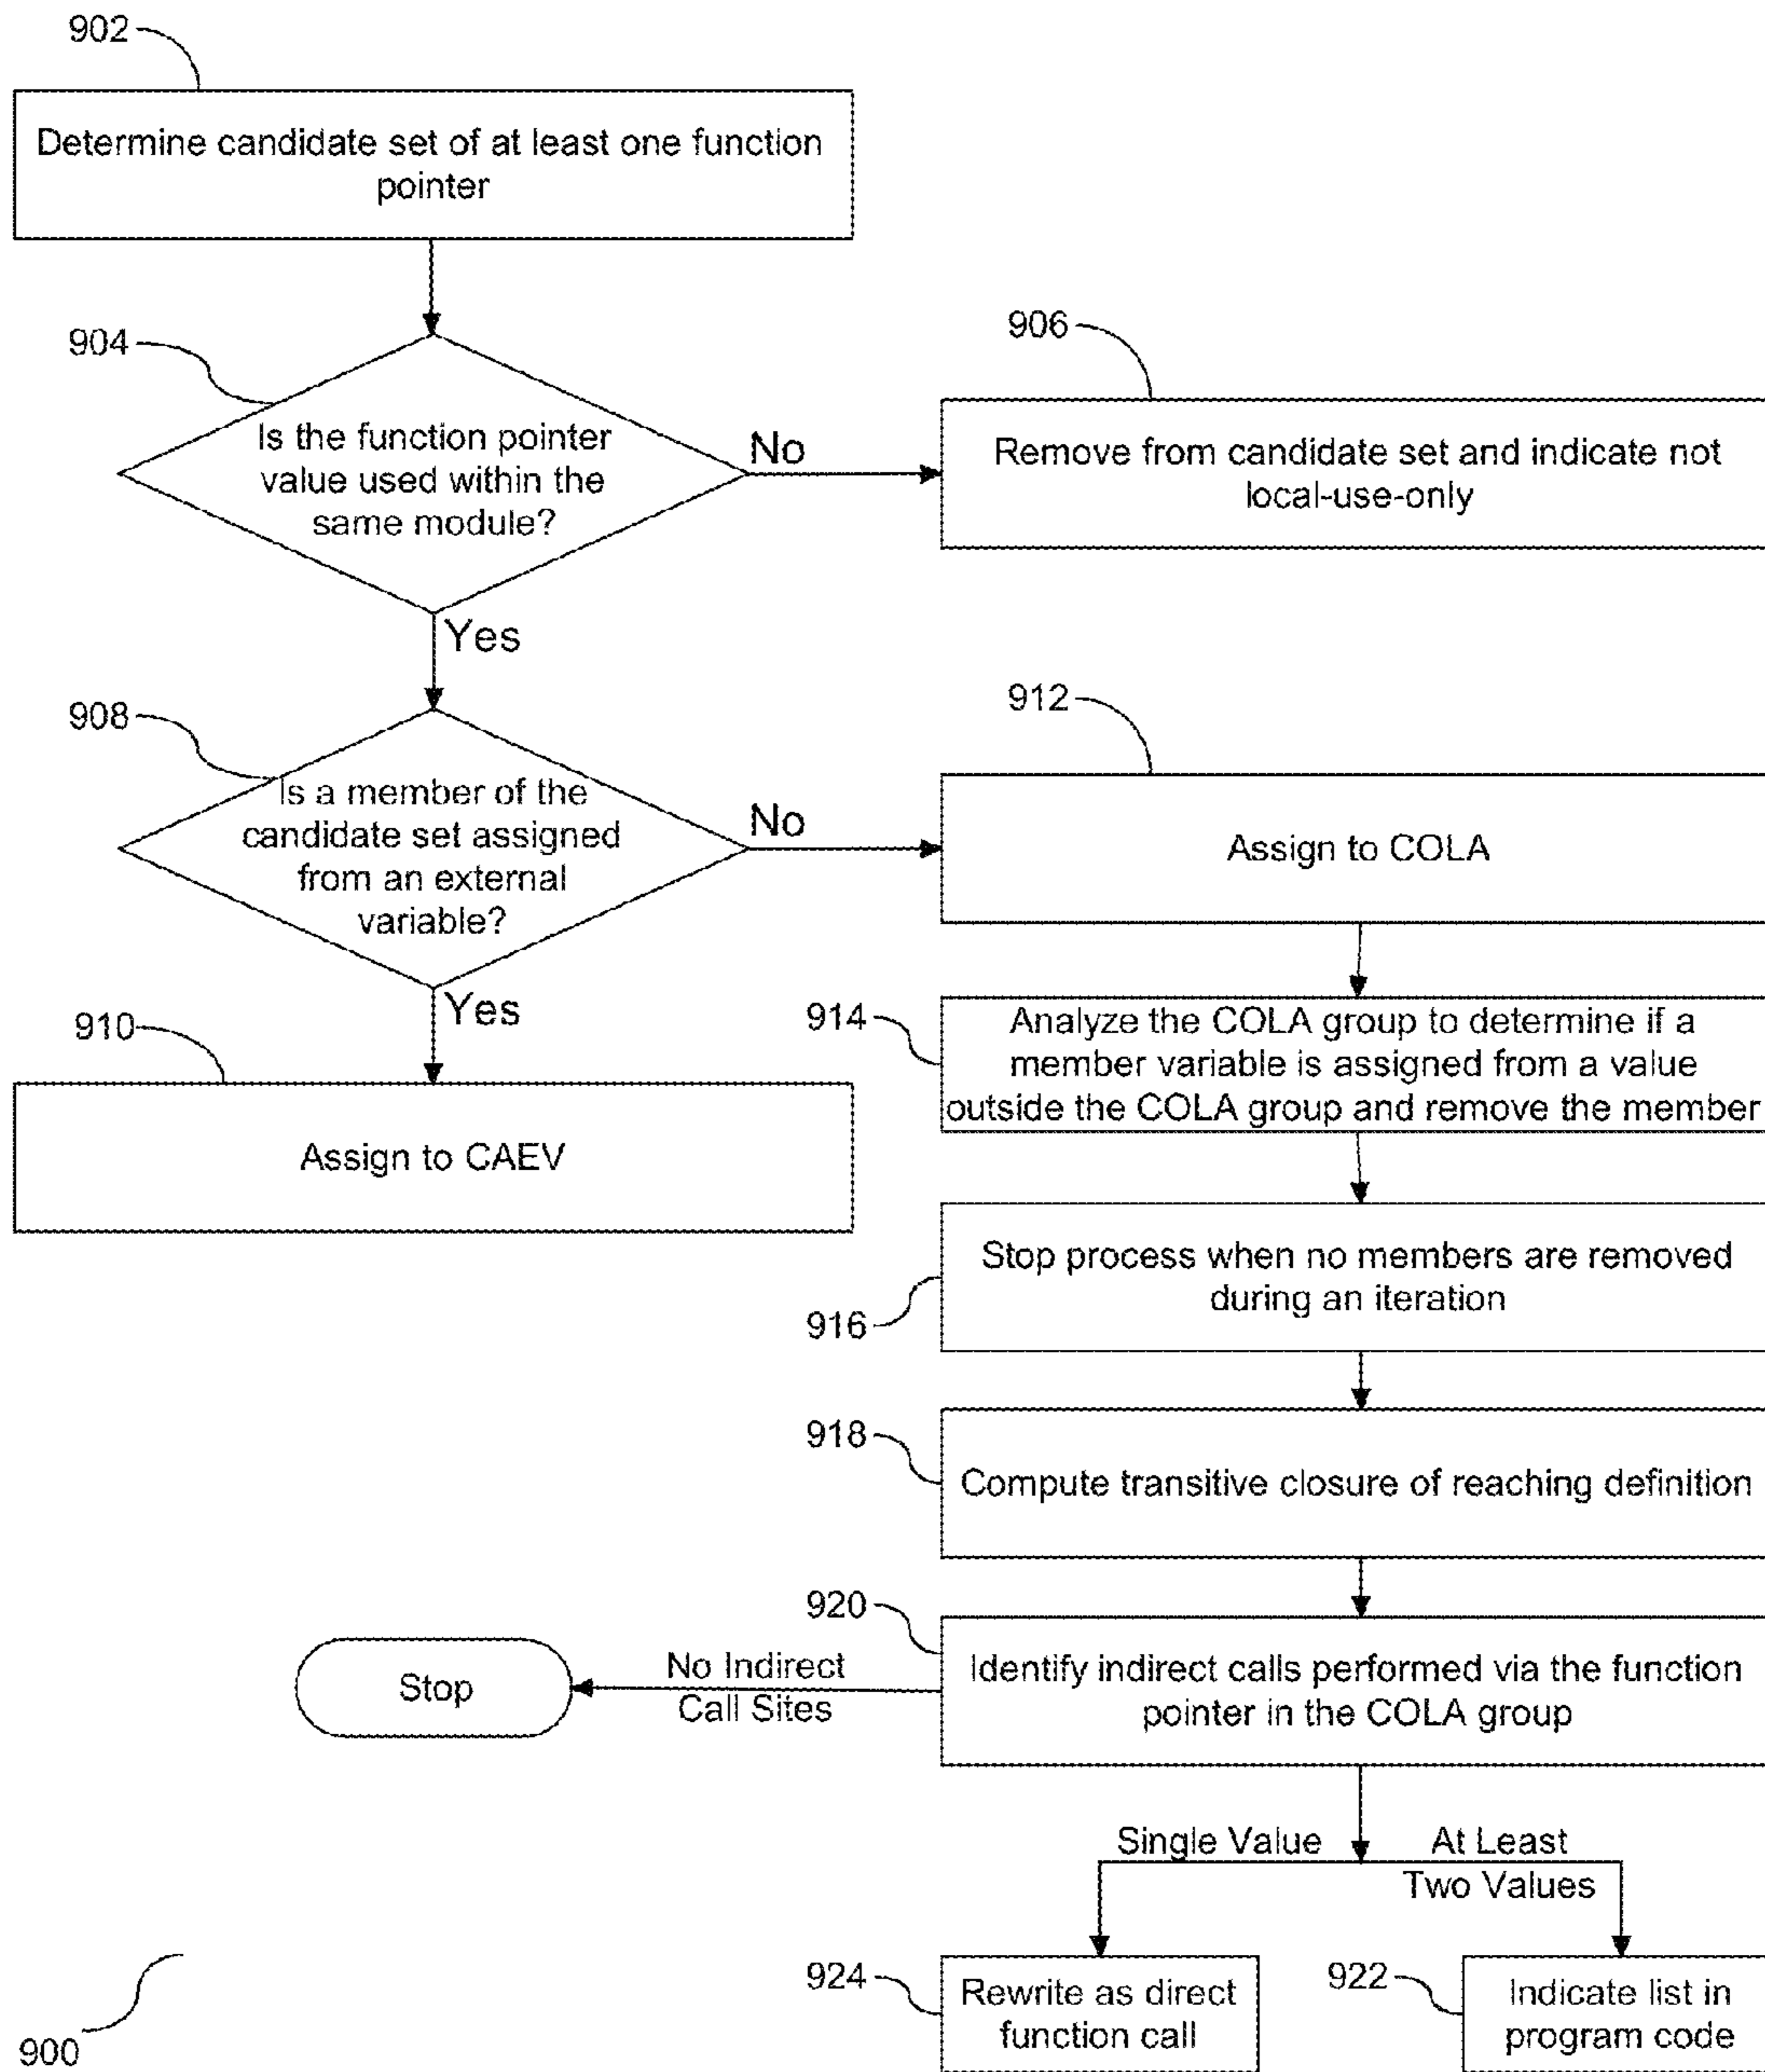 902
Determine candidate set of at least one function
pointer
904
Is the function pointer
value used within the
same module?
No
906
Remove from candidate set and indicate not
local-use-only
Yes
908
Is a member of the
candidate set assigned
from an external
variable?
No
912
Assign to COLA
Yes
910
Assign to CAEV
914
Analyze the COLA group to determine if a
member variable is assigned from a value
outside the COLA group and remove the member
Stop process when no members are removed
during an iteration
916
918
Compute transitive closure of reaching definition
920
Identify indirect calls performed via the function
pointer in the COLA group
No Indirect
Call Sites
Stop
Single Value
At Least
Two Values
924
Rewrite as direct
function call
922
Indicate list in
program code
900